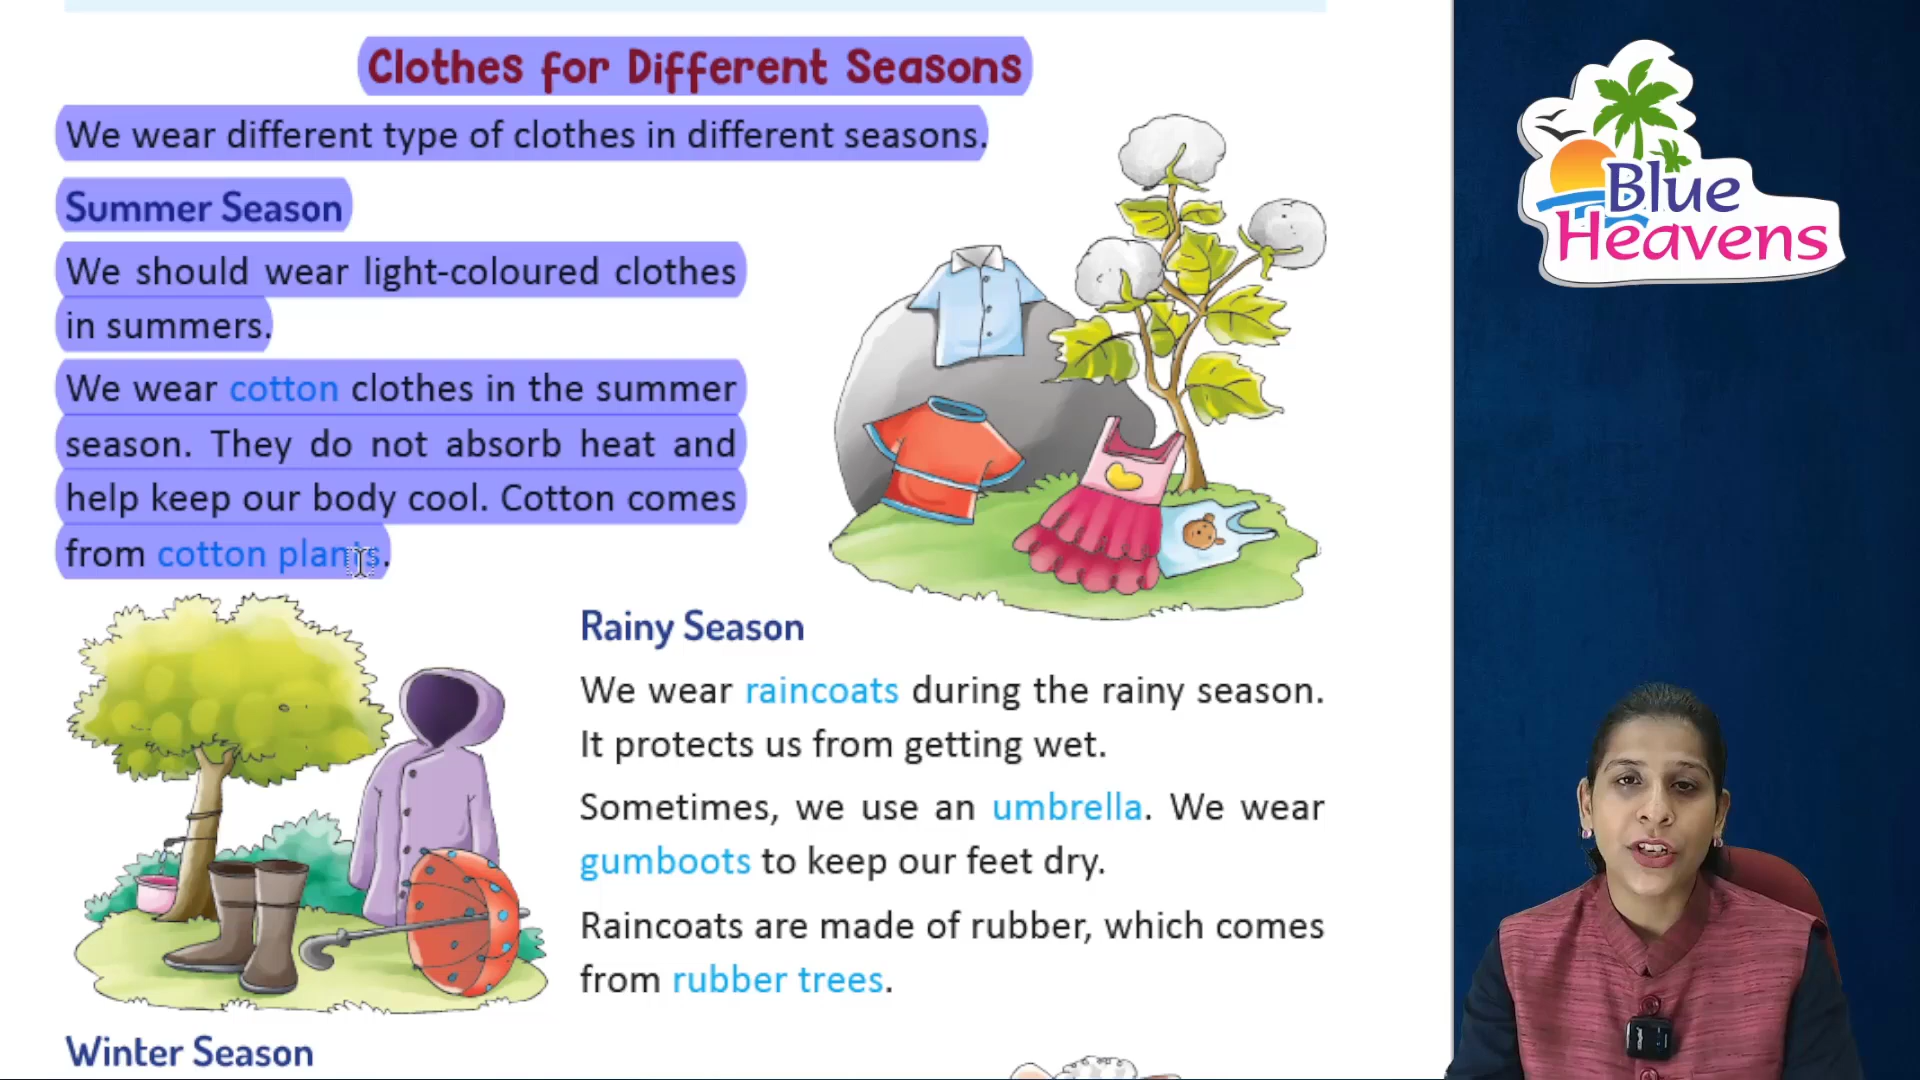 Clothes for Different Seasons
We wear different type of clothes in different seasons.
Summer Season
We should wear light-coloured clothes
in summers.
We wear cotton clothes in the summer
season. They do not absorb heat and
help keep our body cool. Cotton comes
from cotton plants.
Rainy Season
We wear raincoats during the rainy season.
It protects us from getting wet.
Sometimes, we use an umbrella. We wear
gumboots to keep our feet dry.
Raincoats are made of rubber, which comes
from rubber trees.
Winter Season
Blue
Heavens